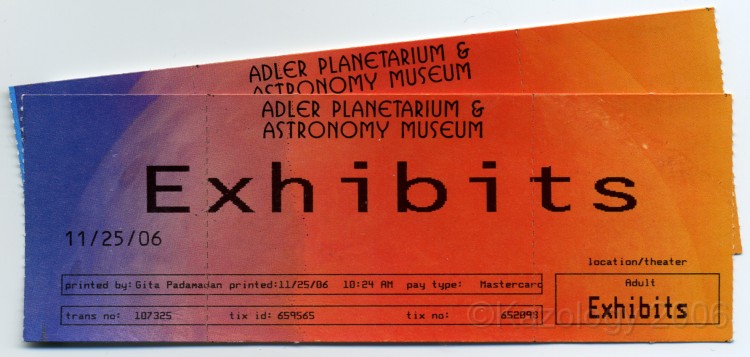 ADLER PLANETARIUM &
ASTRONOMY MUSEUM
ADLER PLANETARIUM &
ASTRONOMY MUSEUM
Exhibits
11/25/06
location/theater
printed by: Gita Padamadan printed:11/25/06 10:24 AM pay type: Mastercard
Adult
Exhibits
trans no: 107325 tix id: 659565 tix no: 652099
©Kazology 2006